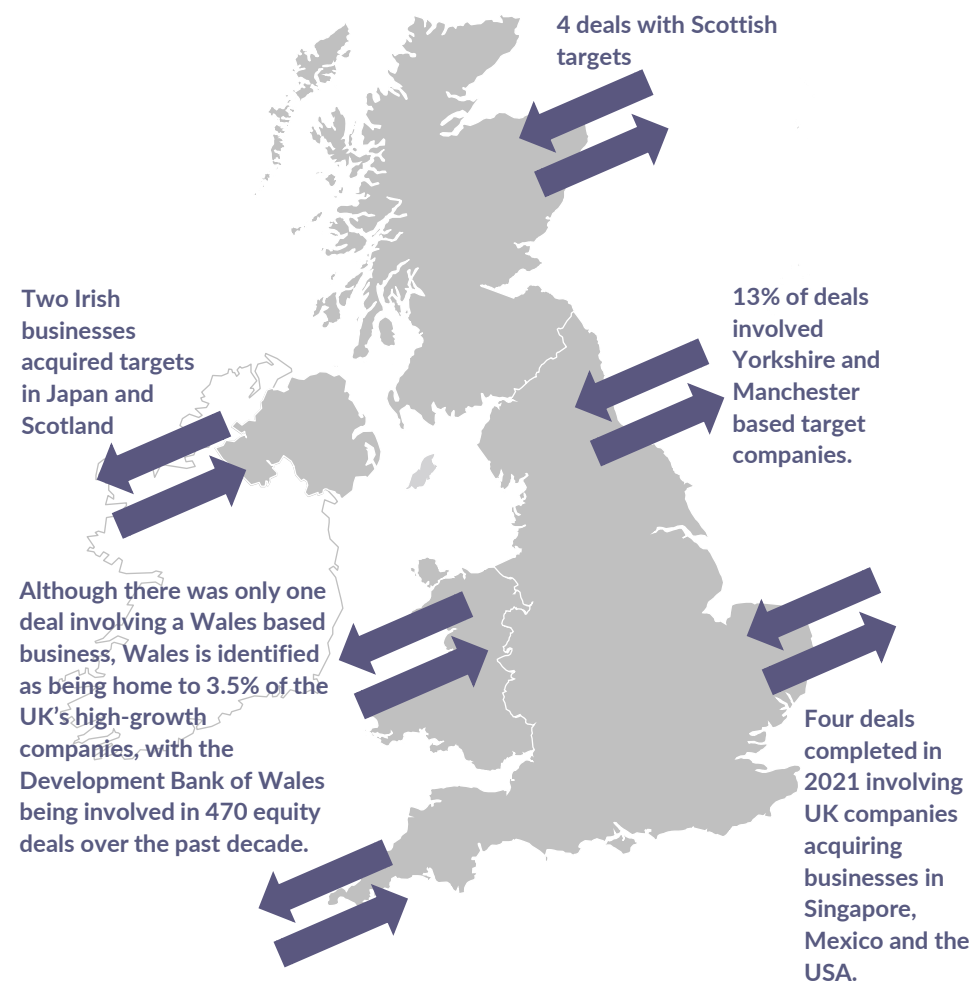 4 deals with Scottish
targets
Two Irish
businesses
acquired targets
in Japan and
Scotland
13% of deals
involved
Yorkshire and
Manchester
based target
companies.
Although there was only one
deal involving a Wales based
business, Wales is identified
as being home to 3.5% of the
UK's high-growth
companies, with the
Development Bank of Wales
being involved in 470 equity
deals over the past decade.
Four deals
completed in
2021 involving
UK companies
acquiring
businesses in
Singapore,
Mexico and the
USA.